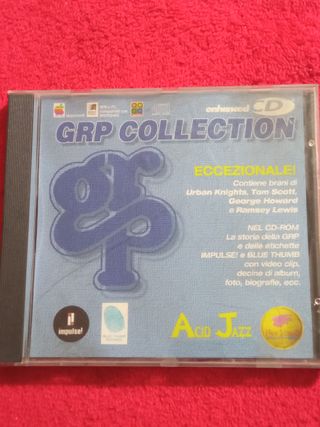 enhanced CD
GRP COLLECTION
grp
ECCEZIONALE!
Contiene brani di
Urban Knights, Tom Scott,
George Howard
e Ramsey Lewis
NEL CD-ROM
La storia della GRP
e delle etichette
IMPULSE! e BLUE THUMB
con video clip,
decine di album,
foto, biografie, ecc.
impulse!
ACID JAZZ